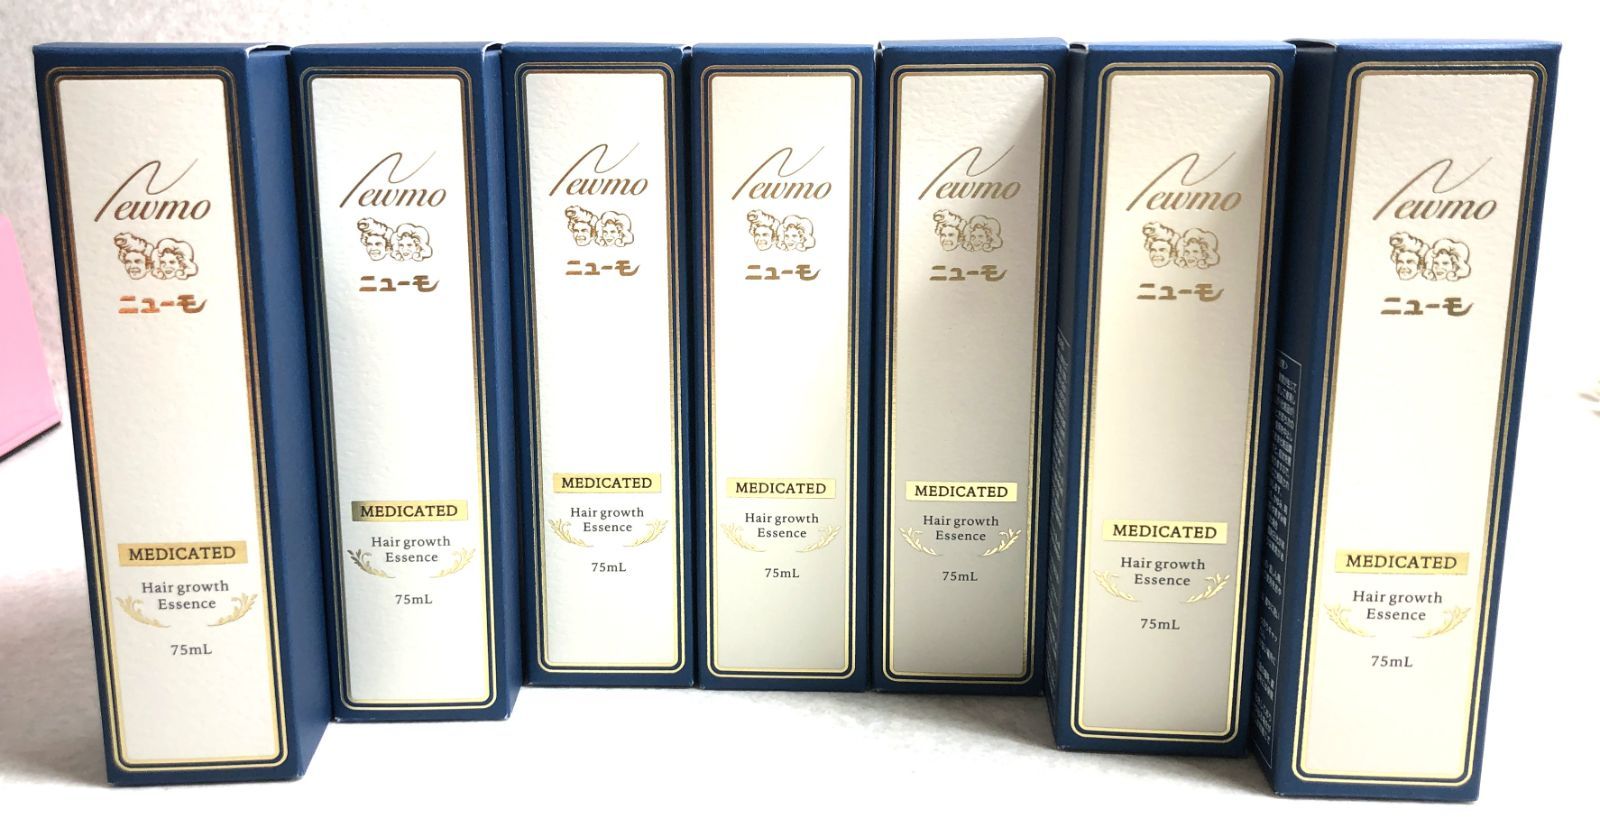 Newmo
ニューモ
MEDICATED
Hair growth
Essence
75mL
Newmo
ニューモ
MEDICATED
Hair growth
Essence
75mL
Newmo
ニューモ
MEDICATED
Hair growth
Essence
75mL
Newmo
ニューモ
MEDICATED
Hair growth
Essence
75mL
Newmo
ニューモ
MEDICATED
Hair growth
Essence
75mL
Newmo
ニューモ
MEDICATED
Hair growth
Essence
75mL
Newmo
ニューモ
MEDICATED
Hair growth
Essence
75mL